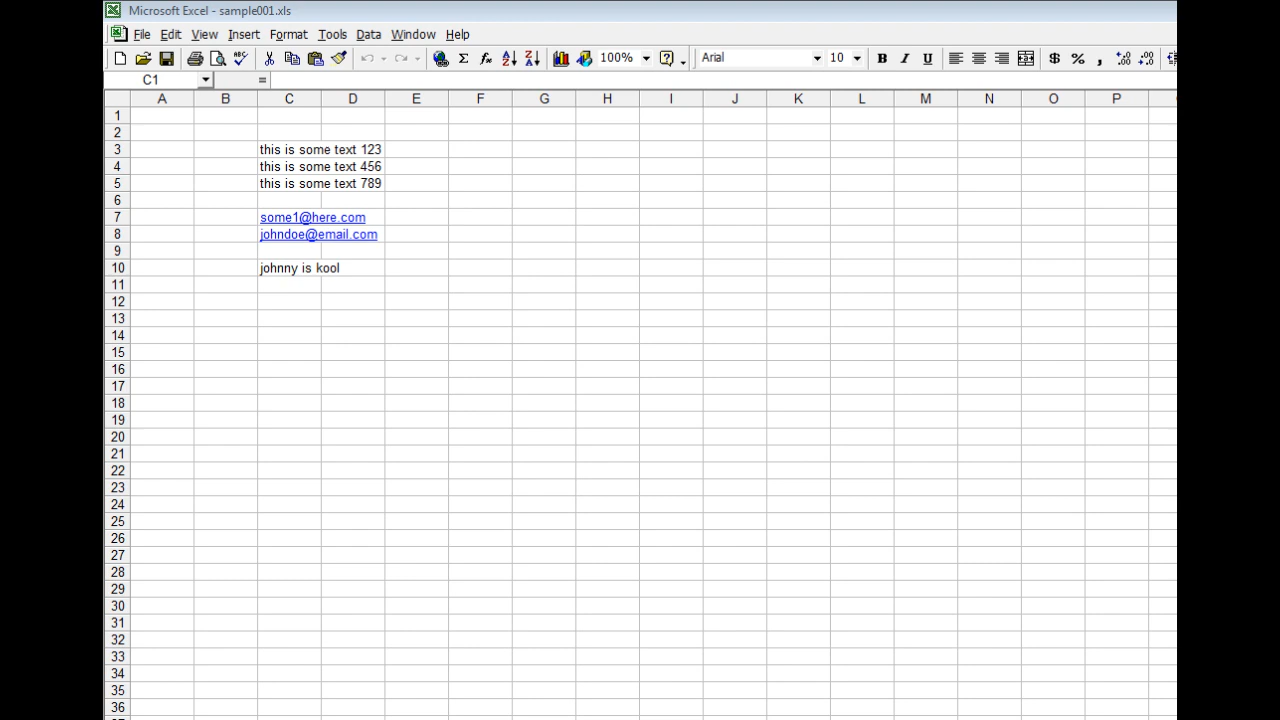 Microsoft Excel - sample001.xls
File Edit View Insert Format Tools Data Window Help
100% Arial 10 B I U $ % ,
C1 =
A B C D E F G H I J K L M N O P
1
2
3 this is some text 123
4 this is some text 456
5 this is some text 789
6
7 some1@here.com
8 johndoe@email.com
9
10 johnny is kool
11
12
13
14
15
16
17
18
19
20
21
22
23
24
25
26
27
28
29
30
31
32
33
34
35
36